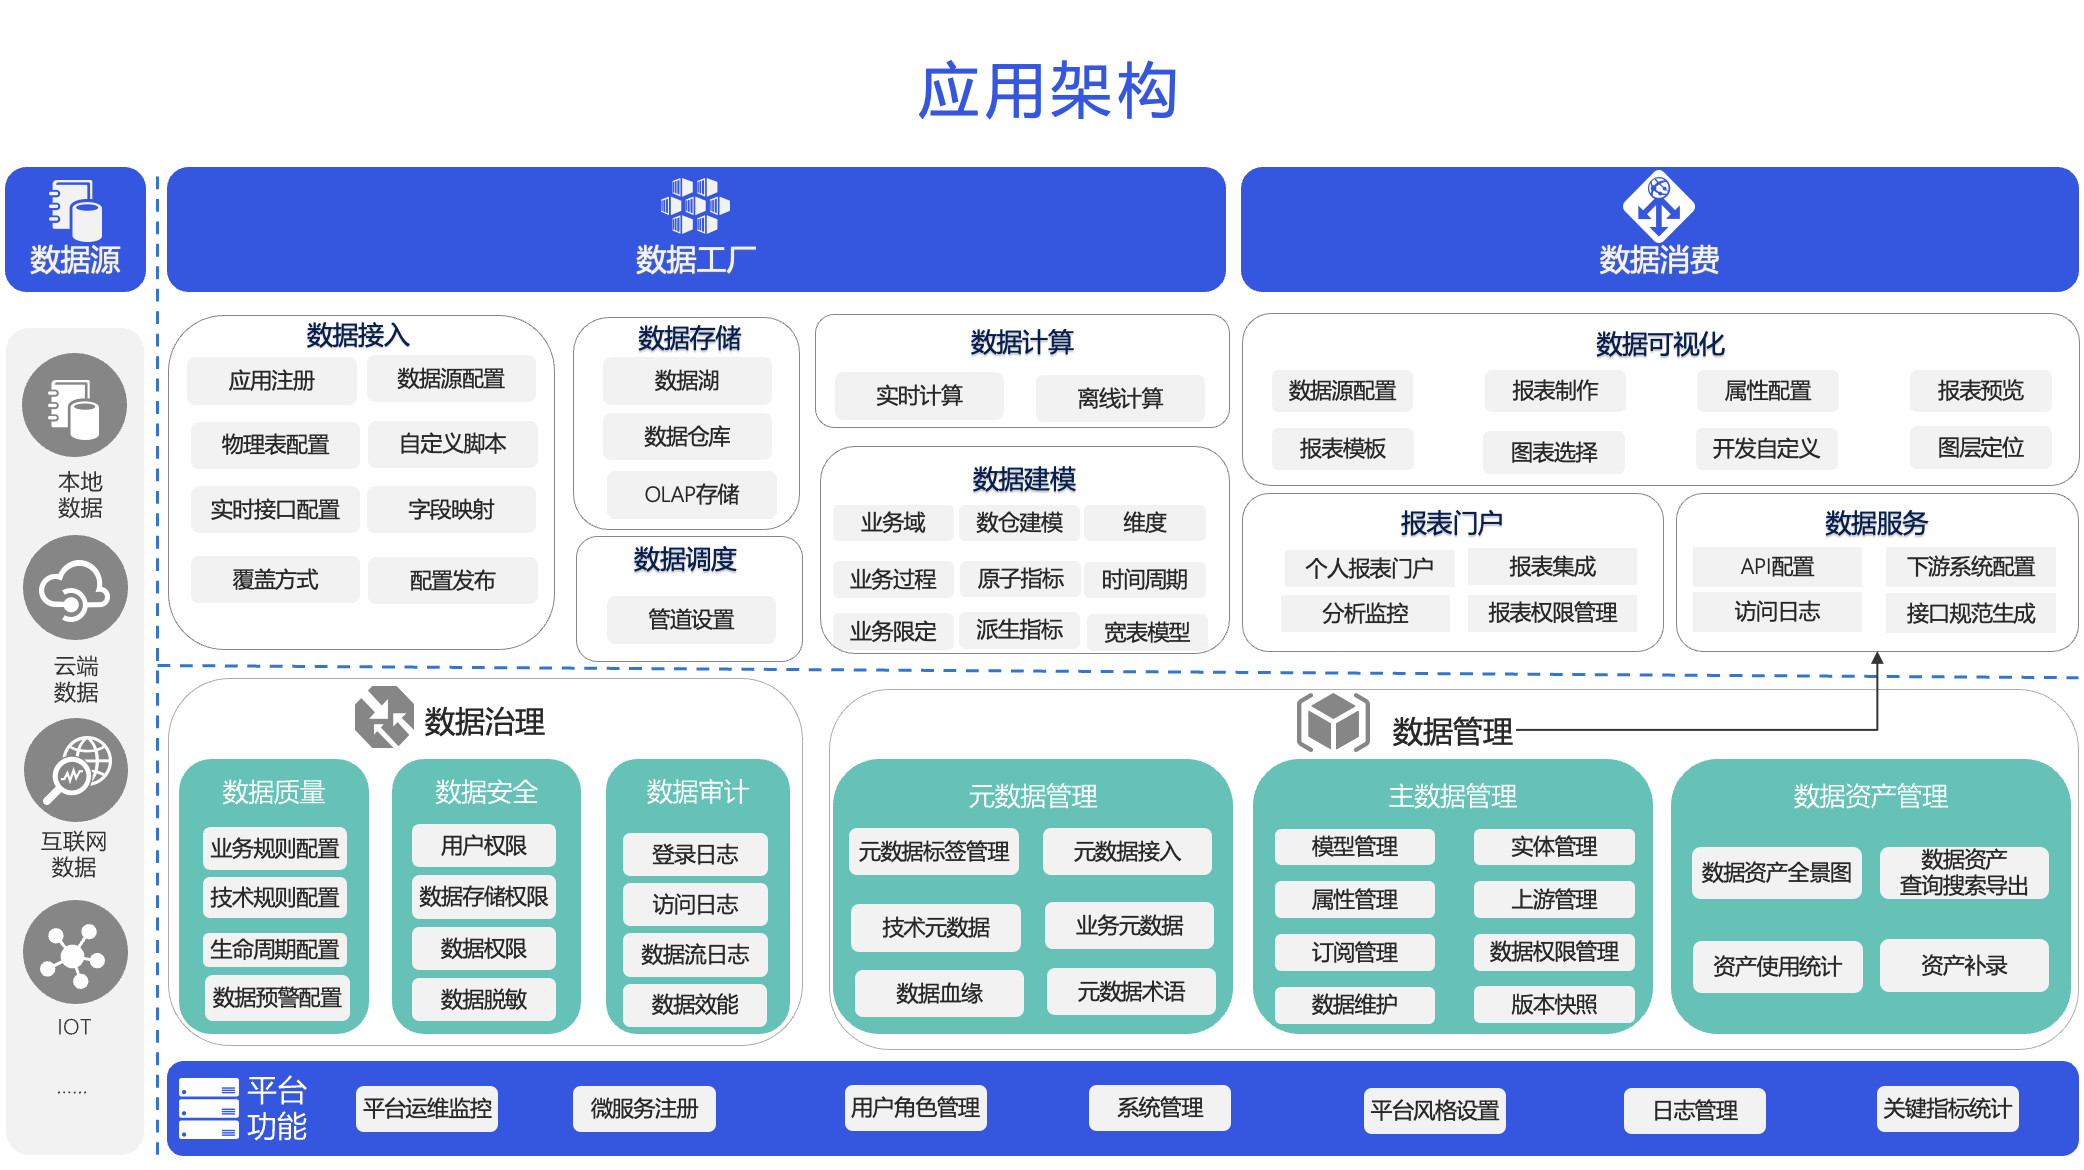 应用架构
数据源
数据工厂
数据消费
本地
数据
云端
数据
互联网
数据
IOT
······
数据接入
应用注册
数据源配置
物理表配置
自定义脚本
实时接口配置
字段映射
覆盖方式
配置发布
数据存储
数据湖
数据仓库
OLAP存储
数据调度
管道设置
数据计算
实时计算
离线计算
数据建模
业务域
数仓建模
维度
业务过程
原子指标
时间周期
业务限定
派生指标
宽表模型
数据可视化
数据源配置
报表制作
属性配置
报表预览
报表模板
图表选择
开发自定义
图层定位
报表门户
个人报表门户
报表集成
分析监控
报表权限管理
数据服务
API配置
下游系统配置
访问日志
接口规范生成
数据治理
数据质量
业务规则配置
技术规则配置
生命周期配置
数据预警配置
数据安全
用户权限
数据存储权限
数据权限
数据脱敏
数据审计
登录日志
访问日志
数据流日志
数据效能
数据管理
元数据管理
元数据标签管理
元数据接入
技术元数据
业务元数据
数据血缘
元数据术语
主数据管理
模型管理
实体管理
属性管理
上游管理
订阅管理
数据权限管理
数据维护
版本快照
数据资产管理
数据资产全景图
数据资产
查询搜索导出
资产使用统计
资产补录
平台
功能
平台运维监控
微服务注册
用户角色管理
系统管理
平台风格设置
日志管理
关键指标统计